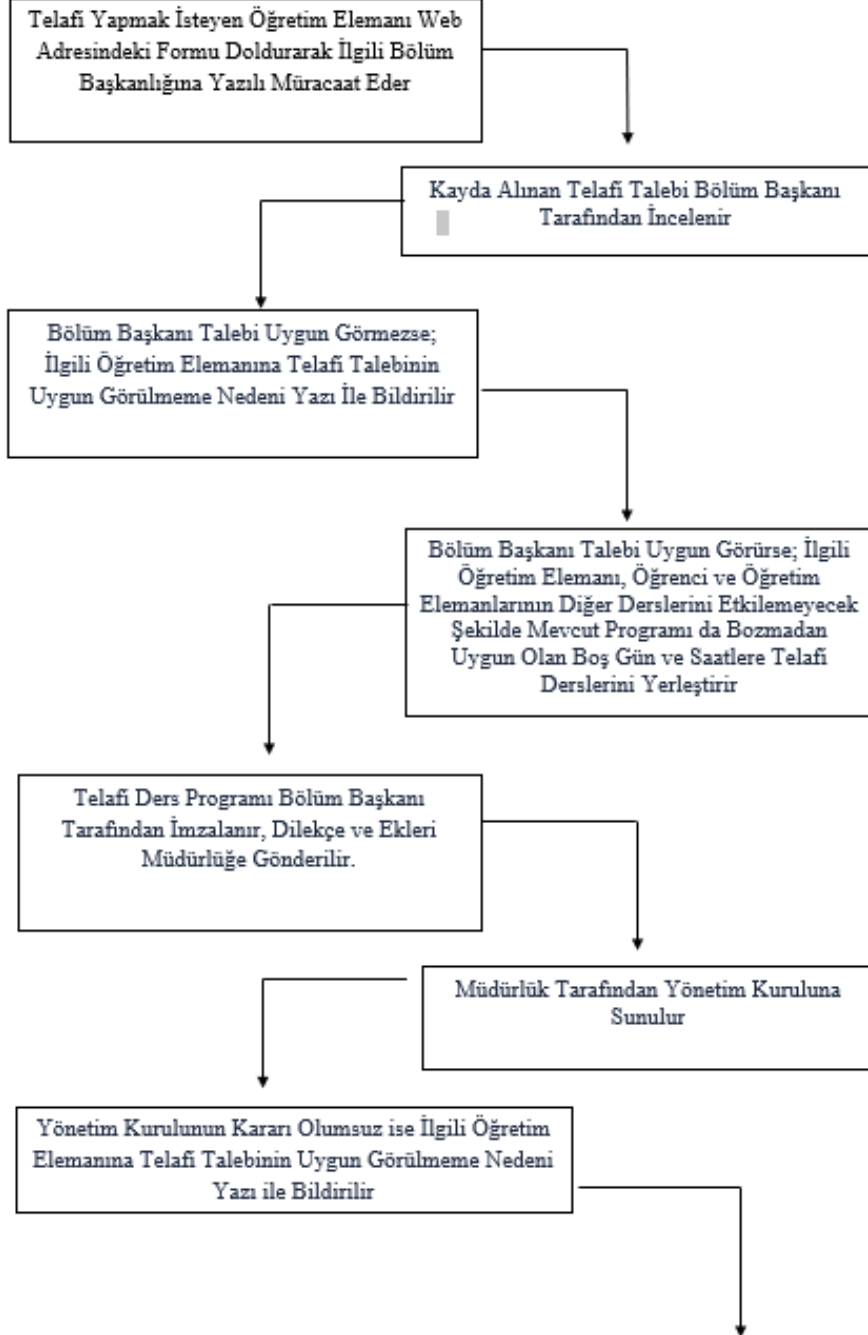 Telafi Yapmak İsteyen Öğretim Elemanı Web
Adresindeki Formu Doldurarak İlgili Bölüm
Başkanlığına Yazılı Müracaat Eder
Kayda Alınan Telafi Talebi Bölüm Başkanı
Tarafından İncelenir
Bölüm Başkanı Talebi Uygun Görmezse;
İlgili Öğretim Elemanına Telafi Talebinin
Uygun Görülmeme Nedeni Yazı İle Bildirilir
Bölüm Başkanı Talebi Uygun Görürse; İlgili
Öğretim Elemanı, Öğrenci ve Öğretim
Elemanlarının Diğer Derslerini Etkilemeyecek
Şekilde Mevcut Programı da Bozmadan
Uygun Olan Boş Gün ve Saatlere Telafi
Derslerini Yerleştirir
Telafi Ders Programı Bölüm Başkanı
Tarafından İmzalanır, Dilekçe ve Ekleri
Müdürlüğe Gönderilir.
Müdürlük Tarafından Yönetim Kuruluna
Sunulur
Yönetim Kurulunun Kararı Olumsuz ise İlgili Öğretim
Elemanına Telafi Talebinin Uygun Görülmeme Nedeni
Yazı ile Bildirilir